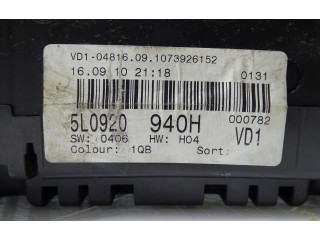 VD1-04816.09.1073926152
16.09.10 21:18 0131
5L0920 940H 000782
SW: 0406 HW: H04 VD1
Colour: 1QB Sort: